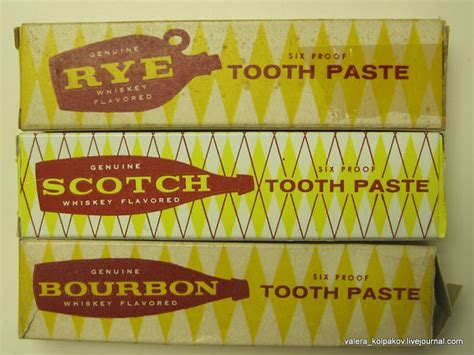 GENUINE
RYE
WHISKEY
FLAVORED
SIX PROOF
TOOTH PASTE
GENUINE
SCOTCH
WHISKEY FLAVORED
SIX PROOF
TOOTH PASTE
GENUINE
BOURBON
WHISKEY FLAVORED
SIX PROOF
TOOTH PASTE
valera_kolpakov.livejournal.com